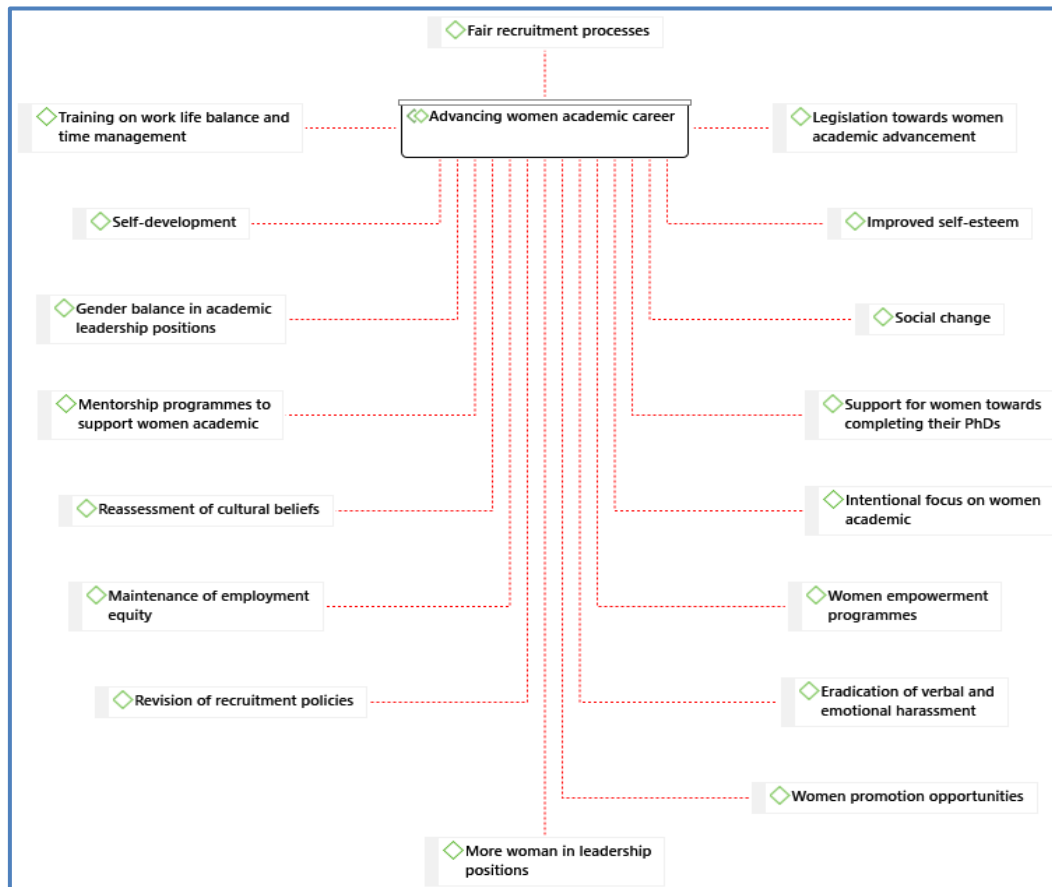 Fair recruitment processes
Training on work life balance and
time management
Advancing women academic career
Legislation towards women
academic advancement
Self-development
Improved self-esteem
Gender balance in academic
leadership positions
Social change
Mentorship programmes to
support women academic
Support for women towards
completing their PhDs
Reassessment of cultural beliefs
Intentional focus on women
academic
Maintenance of employment
equity
Women empowerment
programmes
Revision of recruitment policies
Eradication of verbal and
emotional harassment
Women promotion opportunities
More woman in leadership
positions